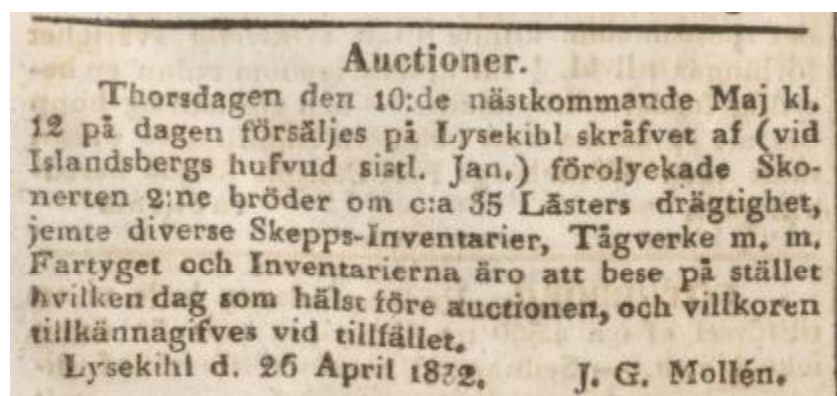 Auctioner.
Thorsdagen den 10:de nästkommande Maj kl.
12 på dagen försäljes på Lysekibl skråfvet af (vid
Islandsbergs hufvud sistl. Jan.) förolyckade Sko-
nerten 2:ne bröder om c:a 35 Lästers drägtighet,
jemte diverse Skepps-Inventarier, Tågverke m. m.
Fartyget och Inventarierna äro att bese på stället
hvilken dag som hälst före auctionen, och villkoren
tillkännagifves vid tillfället.
Lysekihl d. 26 April 1832. J. G. Mollén.